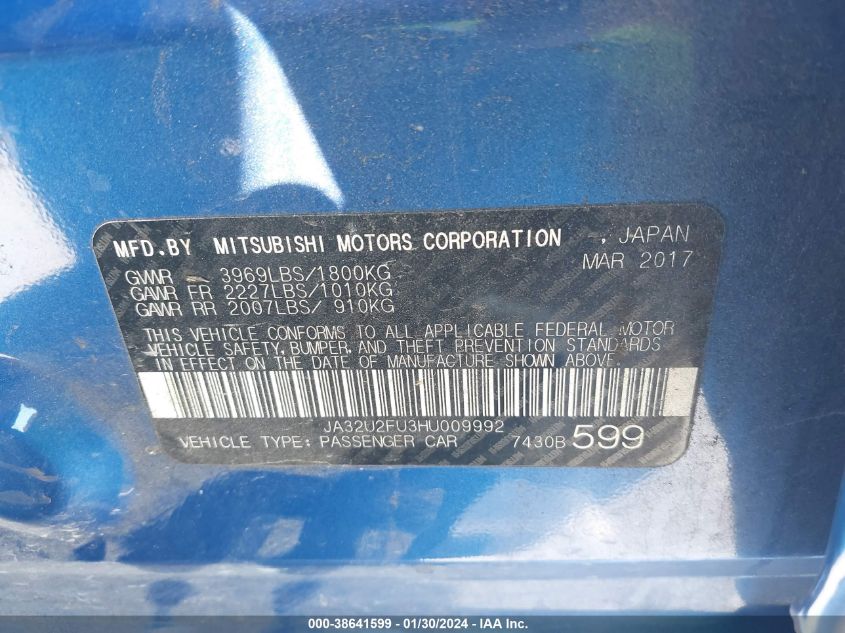 MFD.BY MITSUBISHI MOTORS CORPORATION , JAPAN
MAR 2017
GVWR 3969LBS/1800KG
GAWR FR 2227LBS/1010KG
GAWR RR 2007LBS/ 910KG
THIS VEHICLE CONFORMS TO ALL APPLICABLE FEDERAL MOTOR
VEHICLE SAFETY, BUMPER, AND THEFT PREVENTION STANDARDS
IN EFFECT ON THE DATE OF MANUFACTURE SHOWN ABOVE.
JA32U2FU3HU009992
VEHICLE TYPE: PASSENGER CAR 7430B 599
000-38641599 - 01/30/2024 - IAA Inc.